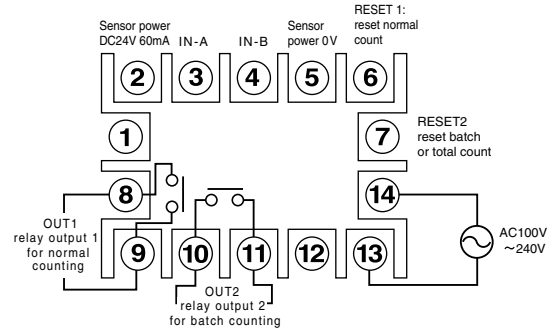 Sensor power
DC24V 60mA
IN-A
IN-B
Sensor
power 0V
RESET 1:
reset normal
count
2
3
4
5
6
1
7
RESET2
reset batch
or total count
8
14
OUT1
relay output 1
for normal
counting
AC100V
～240V
9
10
11
12
13
OUT2
relay output 2
for batch counting